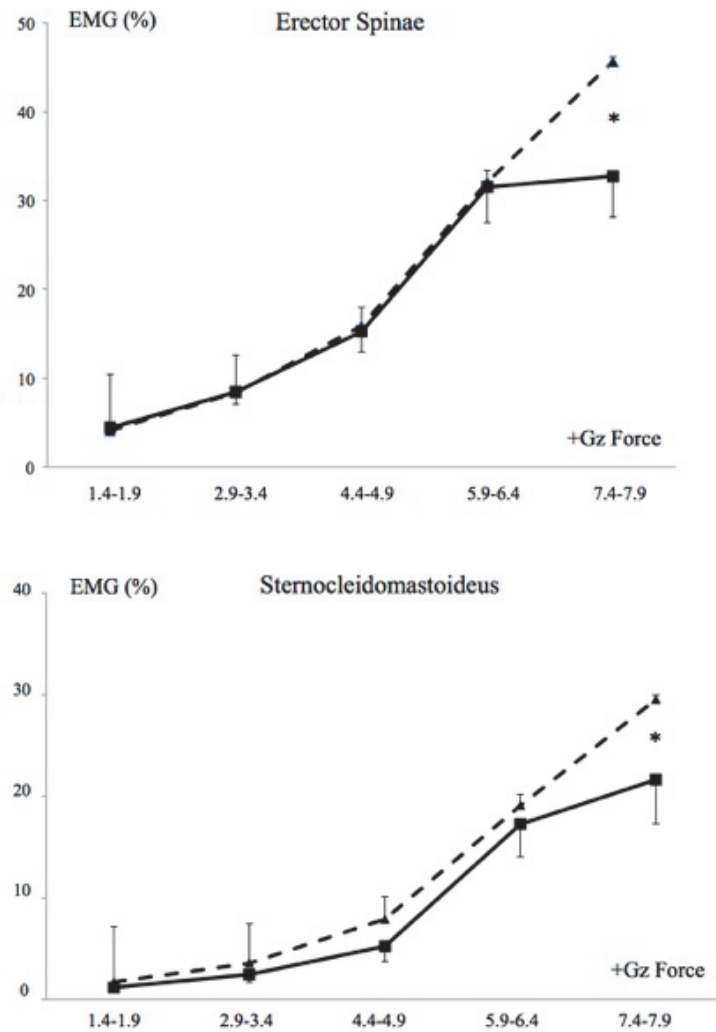 EMG (%)
Erector Spinae
50
40
30
20
10
0
*
+Gz Force
1.4-1.9 2.9-3.4 4.4-4.9 5.9-6.4 7.4-7.9
EMG (%)
Sternocleidomastoideus
40
30
20
10
0
*
+Gz Force
1.4-1.9 2.9-3.4 4.4-4.9 5.9-6.4 7.4-7.9